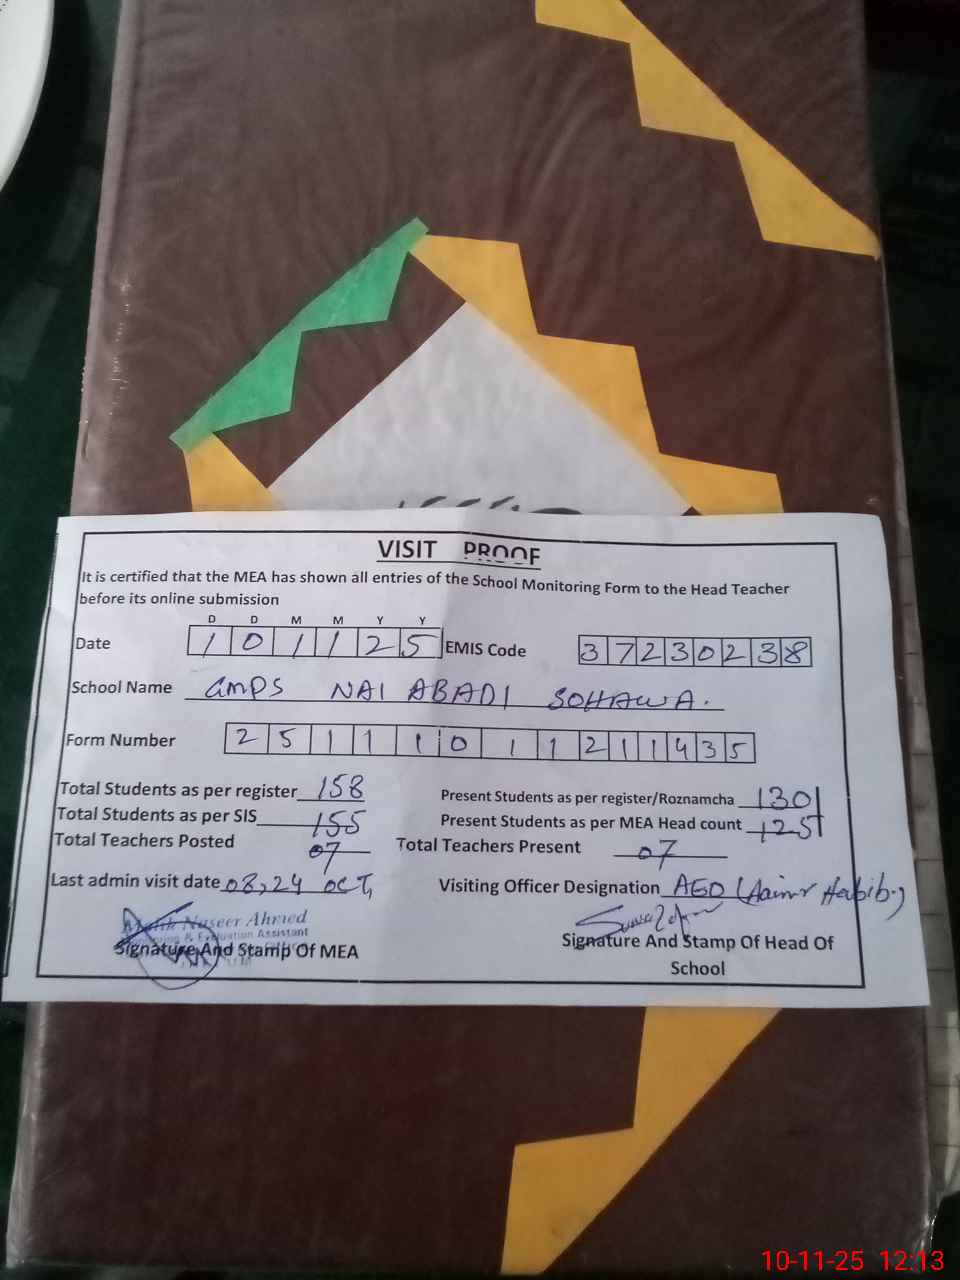 VISIT PROOF
It is certified that the MEA has shown all entries of the School Monitoring Form to the Head Teacher
before its online submission
D D M M Y Y
Date 1 0 1 1 2 5 EMIS Code 3 7 2 3 0 2 3 8
School Name GMPS NAI ABADI SOHAWA.
Form Number 2 5 1 1 1 0 1 1 2 1 1 4 3 5
Total Students as per register 158 Present Students as per register/Roznamcha 130
Total Students as per SIS 155 Present Students as per MEA Head count 125
Total Teachers Posted 07 Total Teachers Present 07
Last admin visit date 08,24 OCT, Visiting Officer Designation AEO (Aamir Habib)
Naseer Ahmed
& Evaluation Assistant
Signature And Stamp Of MEA Signature And Stamp Of Head Of
School
10-11-25 12:13